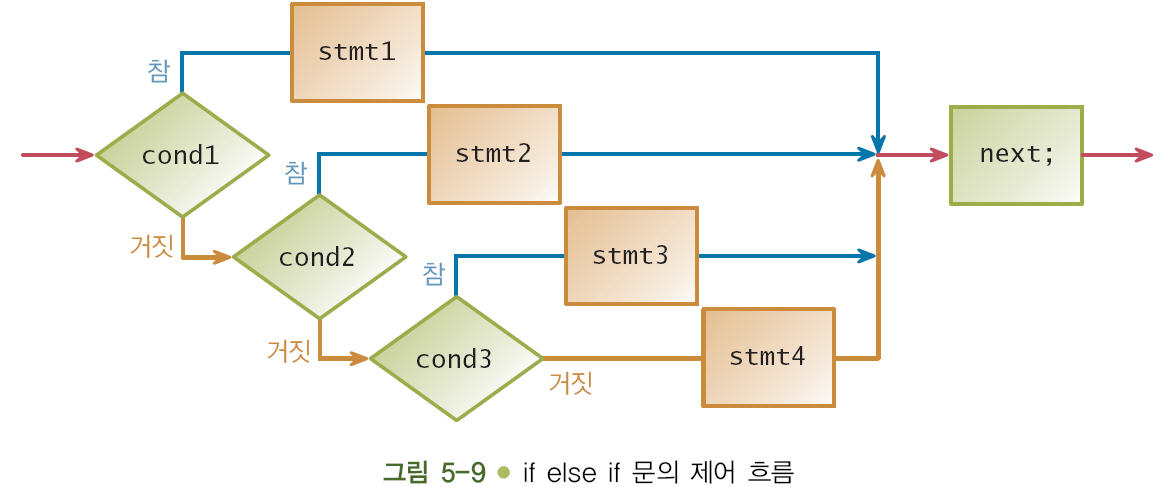 stmt1
참
cond1
stmt2
next;
참
거짓
cond2
stmt3
참
거짓
cond3
stmt4
거짓
그림 5-9 ● if else if 문의 제어 흐름